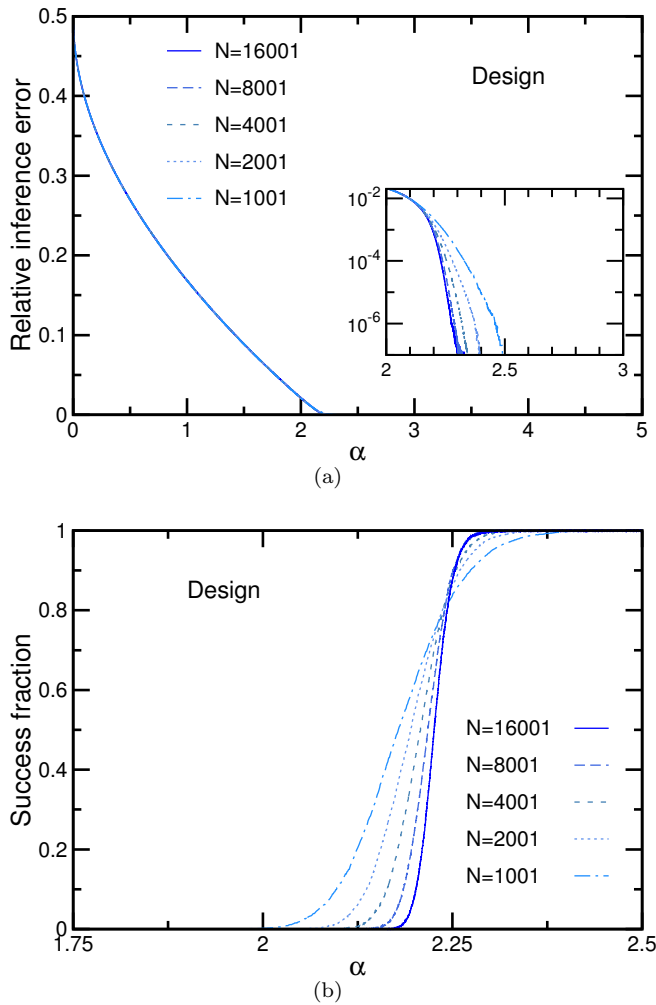 0.5
0.4
0.3
0.2
0.1
0
Relative inference error
N=16001
N=8001
N=4001
N=2001
N=1001
Design
10^-2
10^-4
10^-6
2 2.5 3
0 1 2 3 4 5
α
(a)
1
0.8
0.6
0.4
0.2
0
Success fraction
Design
N=16001
N=8001
N=4001
N=2001
N=1001
1.75 2 2.25 2.5
α
(b)